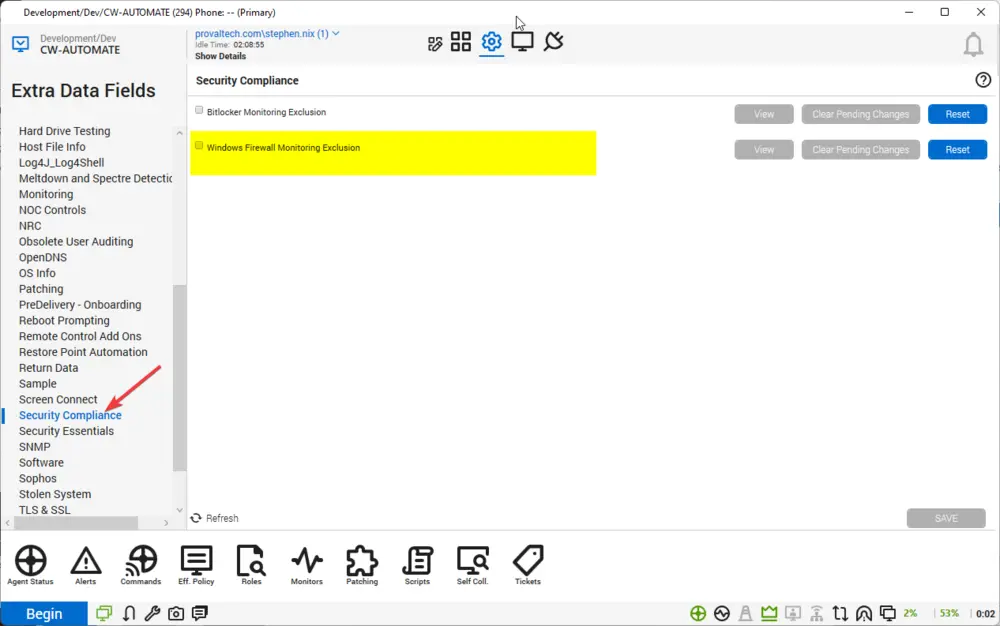 Development/Dev/CW-AUTOMATE (294) Phone: -- (Primary)
Development/Dev
CW-AUTOMATE
provaltech.com\stephen.nix (1)
Idle Time: 02:08:55
Show Details
Extra Data Fields
Security Compliance
Hard Drive Testing
Host File Info
Log4J_Log4Shell
Meltdown and Spectre Detectic
Monitoring
NOC Controls
NRC
Obsolete User Auditing
OpenDNS
OS Info
Patching
PreDelivery - Onboarding
Reboot Prompting
Remote Control Add Ons
Restore Point Automation
Return Data
Sample
Screen Connect
Security Compliance
Security Essentials
SNMP
Software
Sophos
Stolen System
TLS & SSL
Bitlocker Monitoring Exclusion
View
Clear Pending Changes
Reset
Windows Firewall Monitoring Exclusion
View
Clear Pending Changes
Reset
Refresh
SAVE
Agent Status
Alerts
Commands
Eff. Policy
Roles
Monitors
Patching
Scripts
Self Coll.
Tickets
Begin
2%
53%
0:02